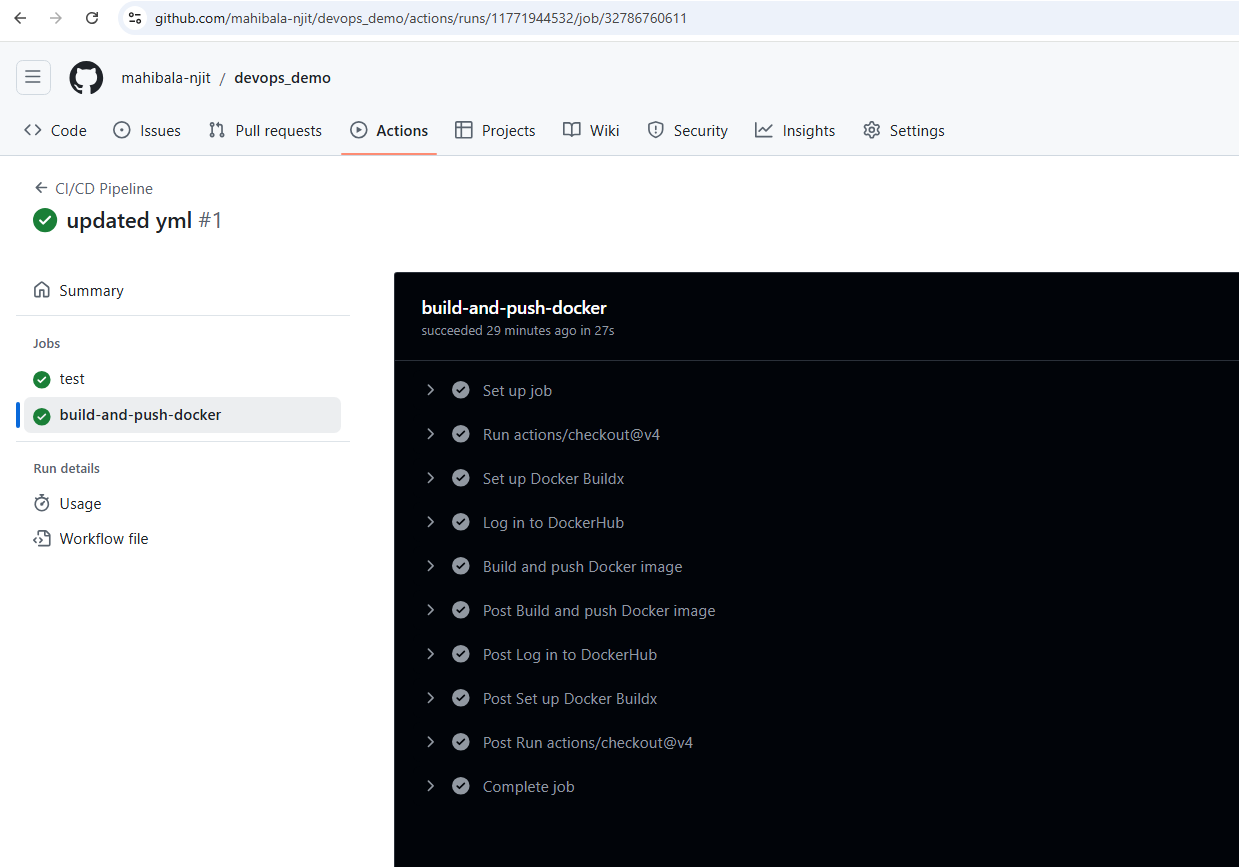 github.com/mahibala-njit/devops_demo/actions/runs/11771944532/job/32786760611
mahibala-njit / devops_demo
Code Issues Pull requests Actions Projects Wiki Security Insights Settings
CI/CD Pipeline
updated yml #1
Summary
Jobs
test
build-and-push-docker
Run details
Usage
Workflow file
build-and-push-docker
succeeded 29 minutes ago in 27s
Set up job
Run actions/checkout@v4
Set up Docker Buildx
Log in to DockerHub
Build and push Docker image
Post Build and push Docker image
Post Log in to DockerHub
Post Set up Docker Buildx
Post Run actions/checkout@v4
Complete job